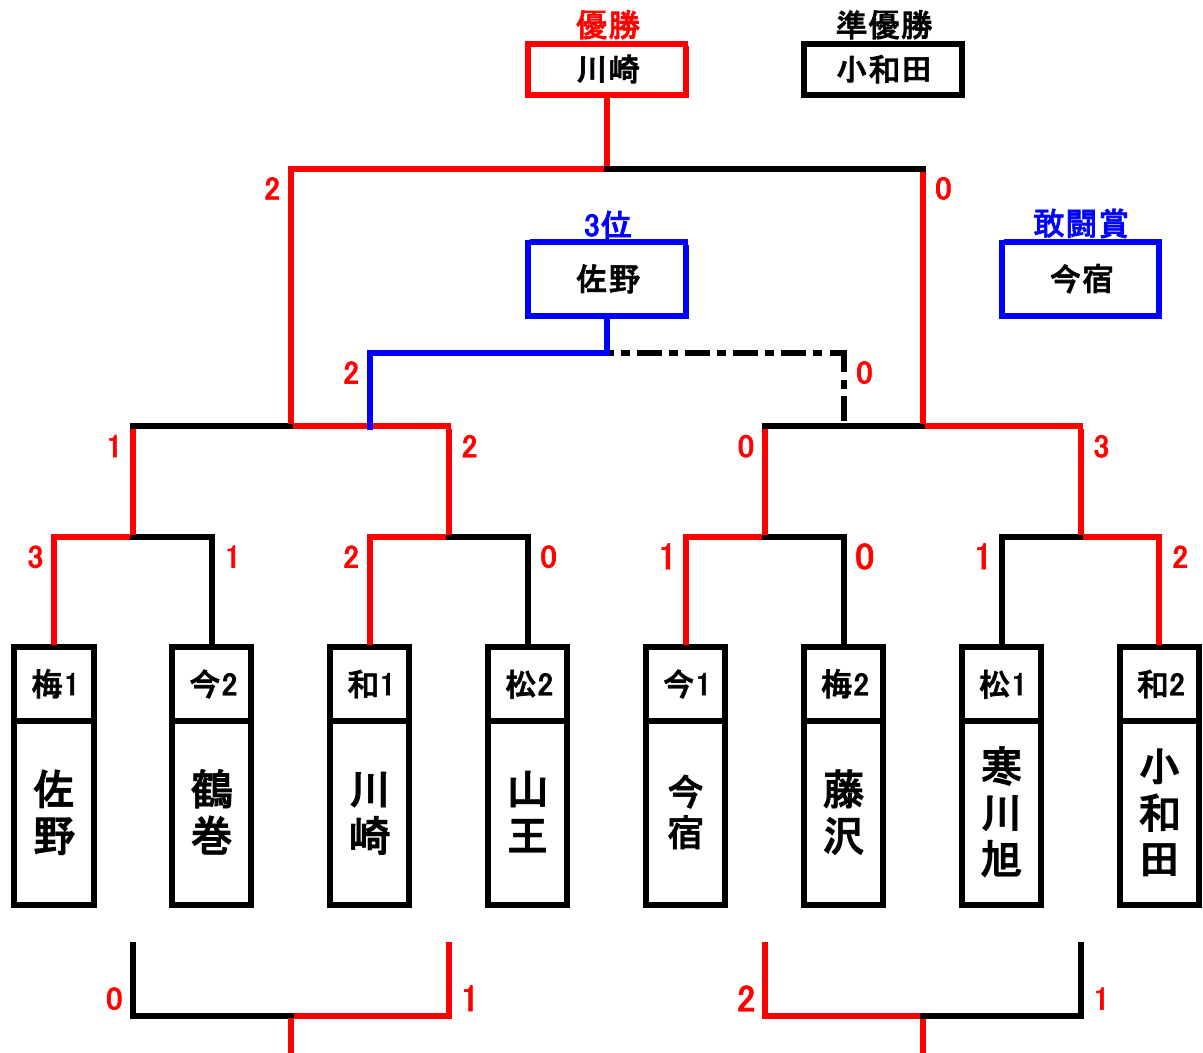 優勝 準優勝
川崎 小和田
2 0
3位 敢闘賞
佐野 今宿
2 0
1 2 0 3
3 1 2 0 1 0 1 2
梅1 今2 和1 松2 今1 梅2 松1 和2
佐野 鶴巻 川崎 山王 今宿 藤沢 寒川旭 小和田
0 1 2 1